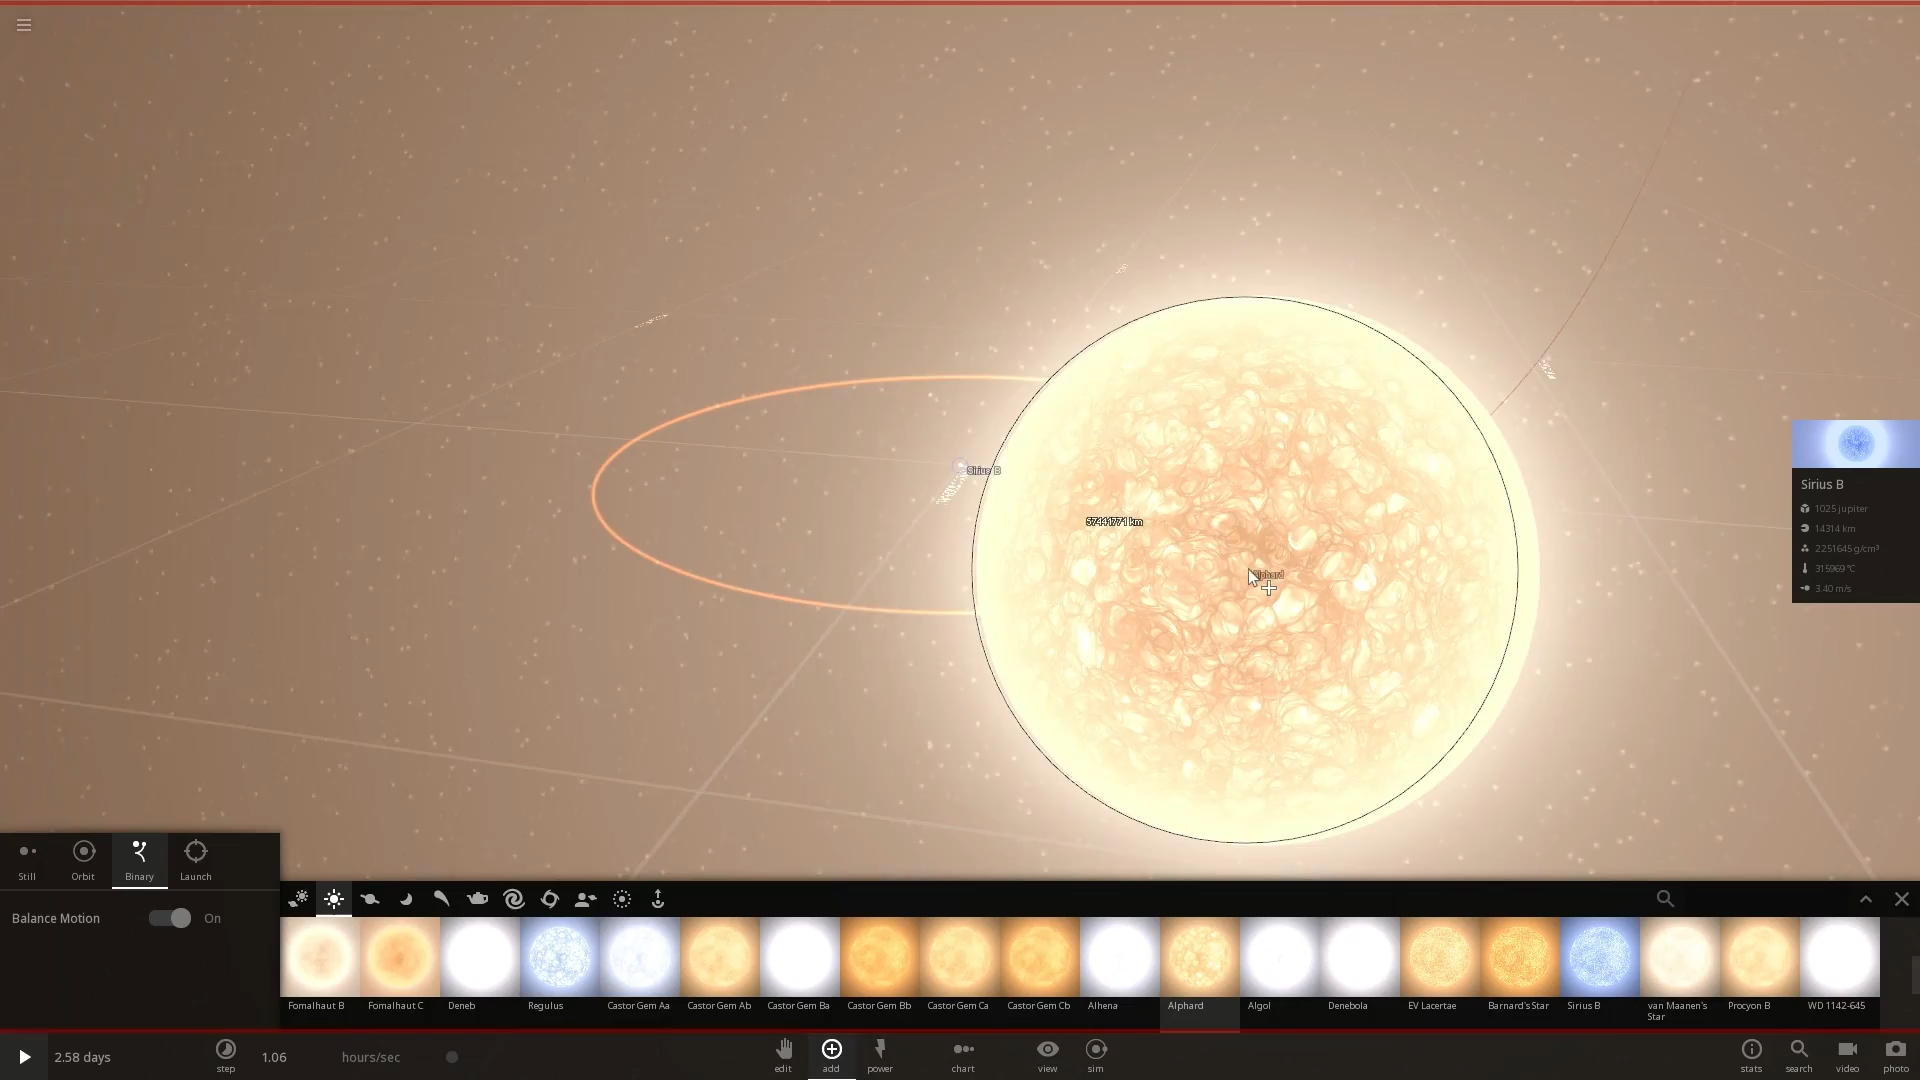 Sirius B
57441771 km
Alphard
Sirius B
1025 jupiter
14314 km
2251645 g/cm³
315969 °C
3.40 m/s
Still
Orbit
Binary
Launch
Balance Motion
On
Fomalhaut B
Fomalhaut C
Deneb
Regulus
Castor Gem Aa
Castor Gem Ab
Castor Gem Ba
Castor Gem Bb
Castor Gem Ca
Castor Gem Cb
Alhena
Alphard
Algol
Denebola
EV Lacertae
Barnard's Star
Sirius B
van Maanen's
Star
Procyon B
WD 1142-645
2.58 days
step
1.06
hours/sec
edit
add
power
chart
view
sim
stats
search
video
photo